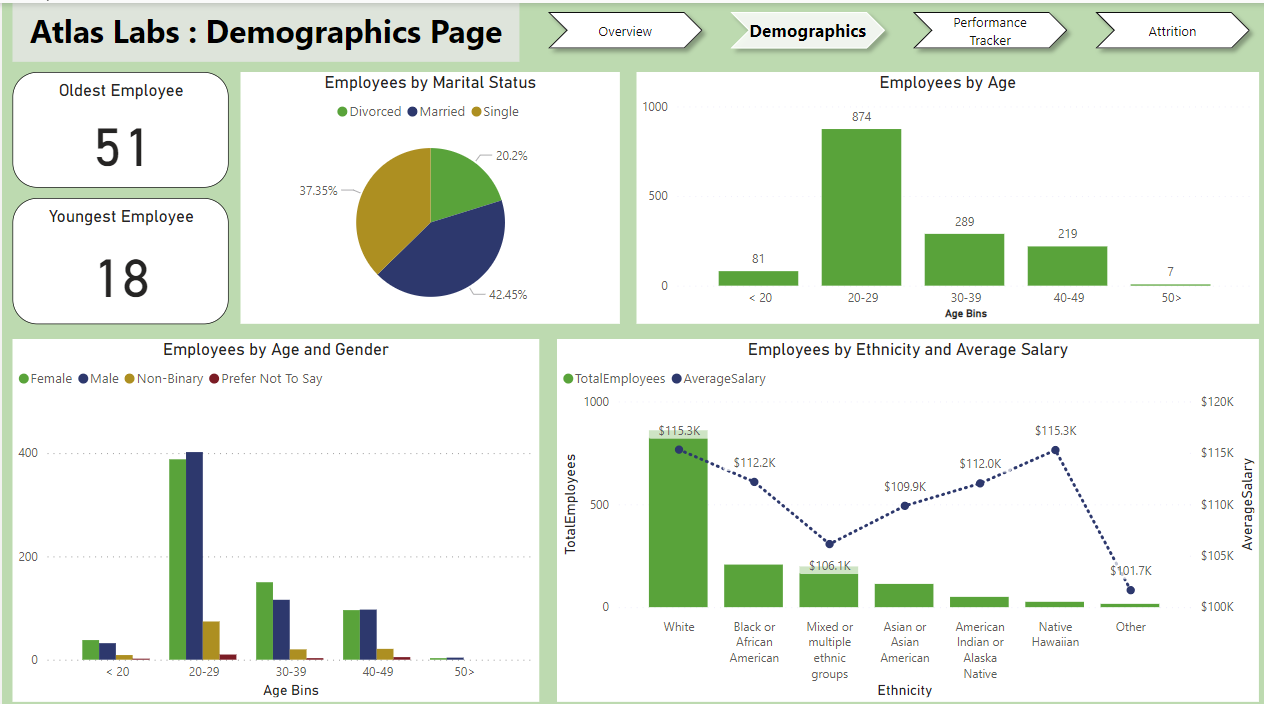 Atlas Labs : Demographics Page
Overview
Demographics
Performance
Tracker
Attrition
Oldest Employee
51
Youngest Employee
18
Employees by Marital Status
Divorced Married Single
20.2%
37.35%
42.45%
Employees by Age
1000
500
0
874
289
219
81
7
< 20 20-29 30-39 40-49 50>
Age Bins
Employees by Age and Gender
Female Male Non-Binary Prefer Not To Say
400
200
0
< 20 20-29 30-39 40-49 50>
Age Bins
Employees by Ethnicity and Average Salary
TotalEmployees AverageSalary
TotalEmployees
1000
500
0
$115.3K
$112.2K
$106.1K
$109.9K
$112.0K
$115.3K
$101.7K
$120K
$115K
$110K
$105K
$100K
AverageSalary
White
Black or
African
American
Mixed or
multiple
ethnic
groups
Asian or
Asian
American
American
Indian or
Alaska
Native
Native
Hawaiian
Other
Ethnicity